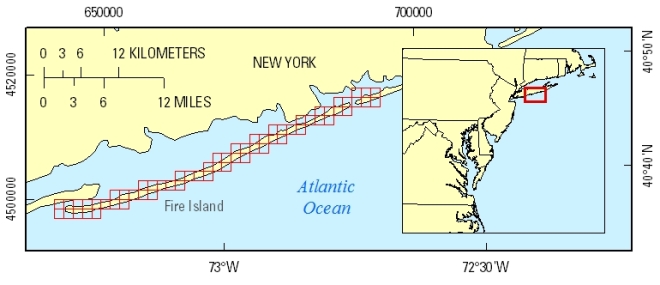 650000
700000
0 3 6 12 KILOMETERS
0 3 6 12 MILES
NEW YORK
4520000
4500000
40°50'N
40°40'N
Fire Island
Atlantic
Ocean
73°W
72°30'W